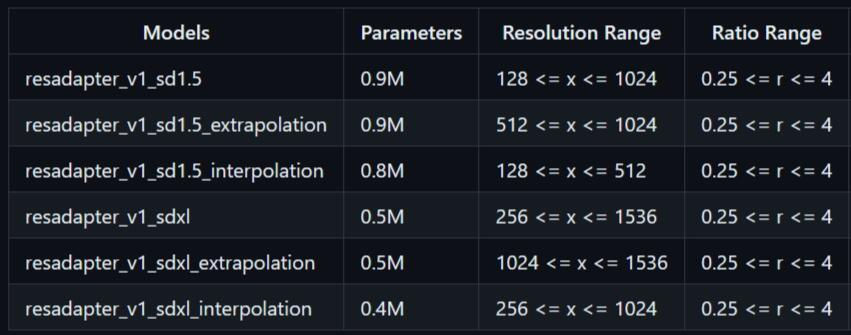 Models Parameters Resolution Range Ratio Range
resadapter_v1_sd1.5 0.9M 128 <= x <= 1024 0.25 <= r <= 4
resadapter_v1_sd1.5_extrapolation 0.9M 512 <= x <= 1024 0.25 <= r <= 4
resadapter_v1_sd1.5_interpolation 0.8M 128 <= x <= 512 0.25 <= r <= 4
resadapter_v1_sdxl 0.5M 256 <= x <= 1536 0.25 <= r <= 4
resadapter_v1_sdxl_extrapolation 0.5M 1024 <= x <= 1536 0.25 <= r <= 4
resadapter_v1_sdxl_interpolation 0.4M 256 <= x <= 1024 0.25 <= r <= 4